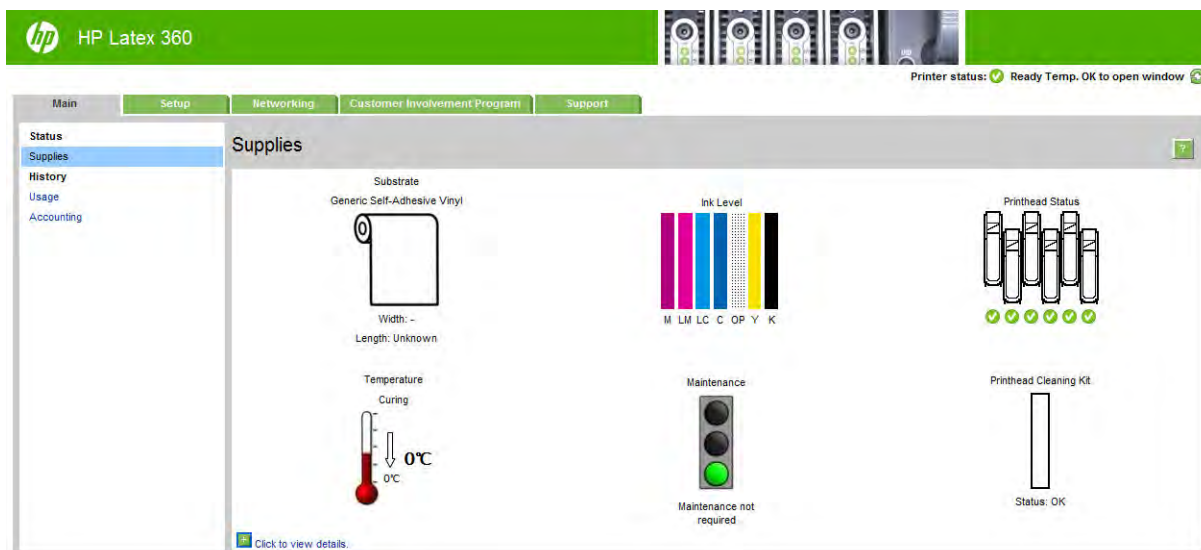 hp HP Latex 360
Printer status: Ready Temp. OK to open window
Main Setup Networking Customer Involvement Program Support
Status
Supplies
History
Usage
Accounting
Supplies
?
Substrate
Generic Self-Adhesive Vinyl
Width: -
Length: Unknown
Ink Level
M LM LC C OP Y K
Printhead Status
Temperature
Curing
0℃
0℃
Maintenance
Maintenance not
required
Printhead Cleaning Kit
Status: OK
+ Click to view details.